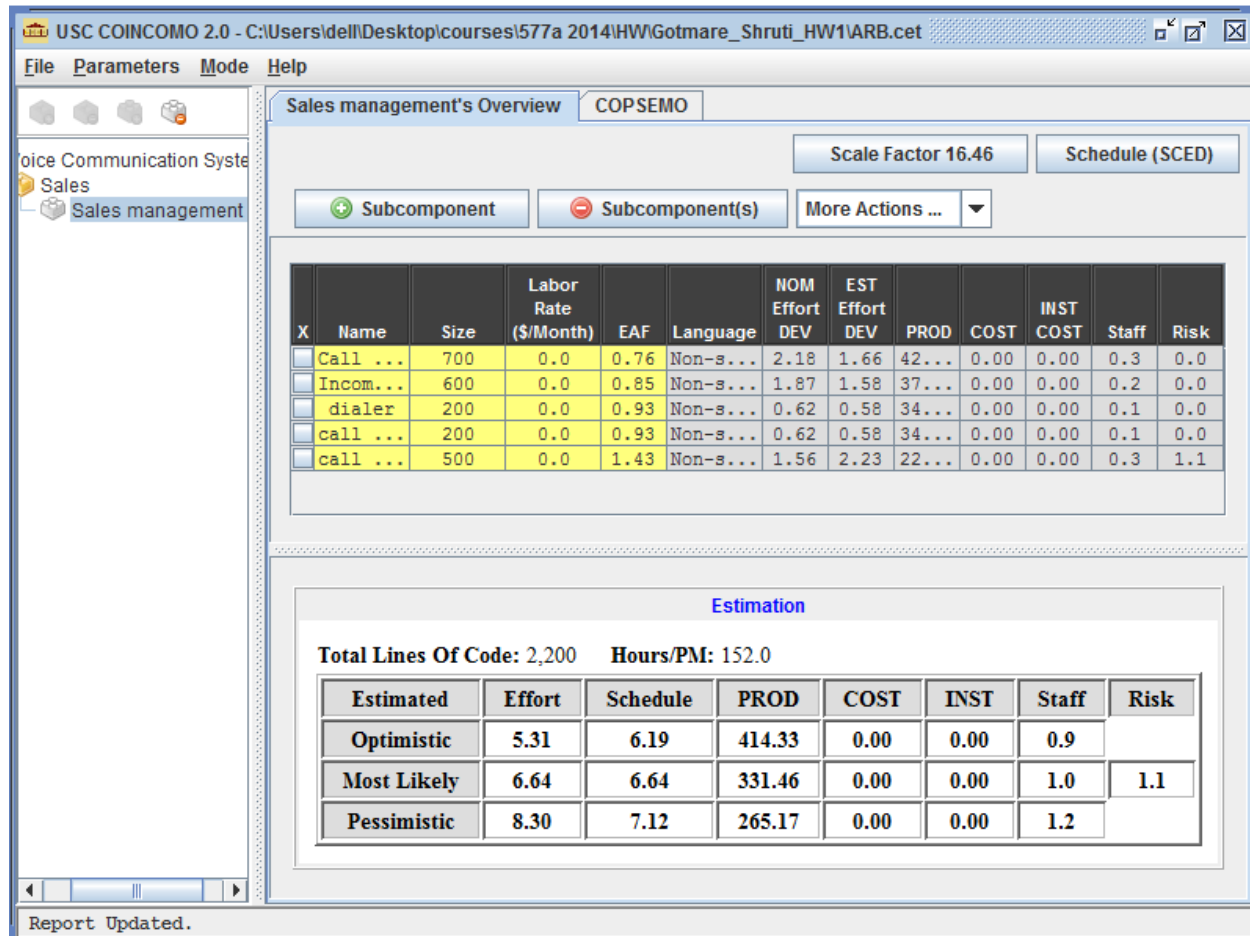 USC COINCOMO 2.0 - C:\Users\dell\Desktop\courses\577a 2014\HW\Gotmare_Shruti_HW1\ARB.cet
File Parameters Mode Help
Sales management's Overview COPSEMO
Scale Factor 16.46 Schedule (SCED)
oice Communication Syste
Sales
Sales management
Subcomponent Subcomponent(s) More Actions ...
X Name Size Labor Rate ($/Month) EAF Language NOM Effort DEV EST Effort DEV PROD COST INST COST Staff Risk
Call ... 700 0.0 0.76 Non-s... 2.18 1.66 42... 0.00 0.00 0.3 0.0
Incom... 600 0.0 0.85 Non-s... 1.87 1.58 37... 0.00 0.00 0.2 0.0
dialer 200 0.0 0.93 Non-s... 0.62 0.58 34... 0.00 0.00 0.1 0.0
call ... 200 0.0 0.93 Non-s... 0.62 0.58 34... 0.00 0.00 0.1 0.0
call ... 500 0.0 1.43 Non-s... 1.56 2.23 22... 0.00 0.00 0.3 1.1
Estimation
Total Lines Of Code: 2,200 Hours/PM: 152.0
Estimated Effort Schedule PROD COST INST Staff Risk
Optimistic 5.31 6.19 414.33 0.00 0.00 0.9
Most Likely 6.64 6.64 331.46 0.00 0.00 1.0 1.1
Pessimistic 8.30 7.12 265.17 0.00 0.00 1.2
Report Updated.